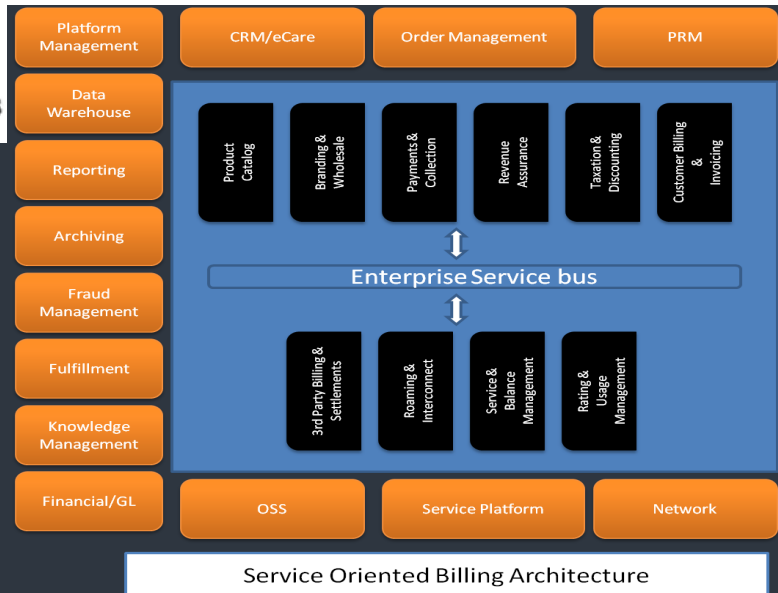 Platform
Management
CRM/eCare
Order Management
PRM
Data
Warehouse
Reporting
Archiving
Fraud
Management
Fulfillment
Knowledge
Management
Financial/GL
Product
Catalog
Branding &
Wholesale
Payments &
Collection
Revenue
Assurance
Taxation &
Discounting
Customer Billing
&
Invoicing
Enterprise Service bus
3rd Party Billing &
Settlements
Roaming &
Interconnect
Service &
Balance
Management
Rating &
Usage
Management
OSS
Service Platform
Network
Service Oriented Billing Architecture